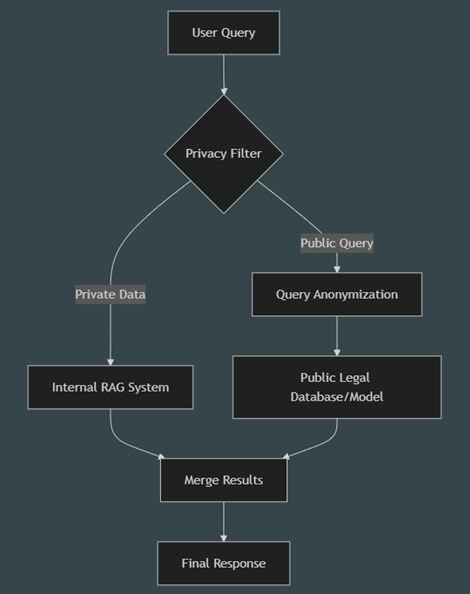 User Query
Privacy Filter
Public Query
Private Data
Query Anonymization
Internal RAG System
Public Legal
Database/Model
Merge Results
Final Response